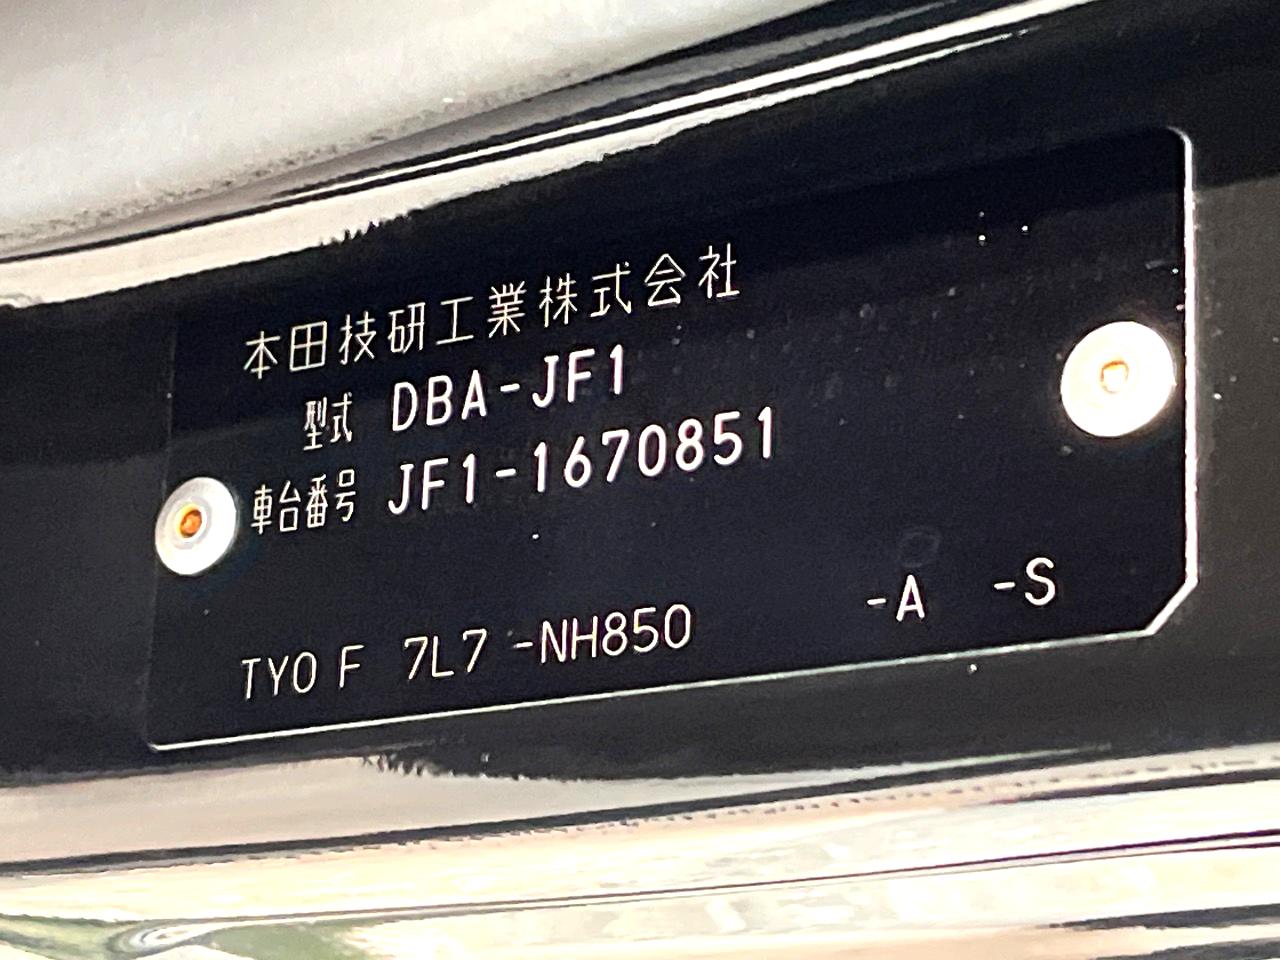 本田技研工業株式会社
型式 DBA-JF1
車台番号 JF1-1670851
TYO F 7L7 -NH850 -A -S